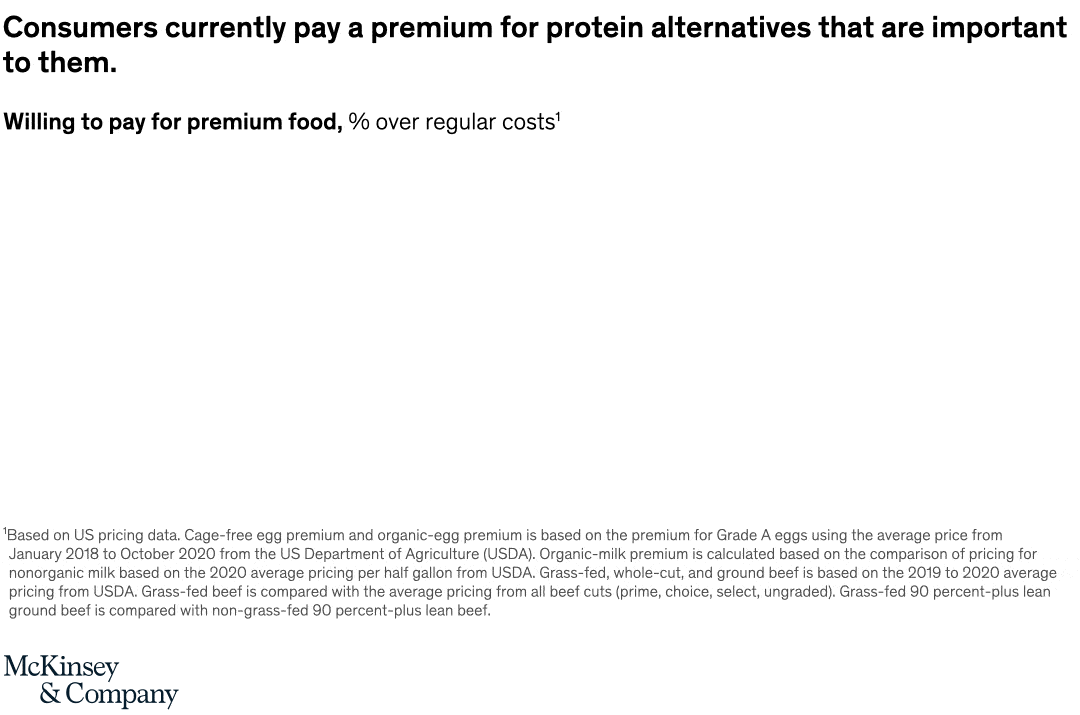 Consumers currently pay a premium for protein alternatives that are important
to them.
Willing to pay for premium food, % over regular costs¹
¹Based on US pricing data. Cage-free egg premium and organic-egg premium is based on the premium for Grade A eggs using the average price from
January 2018 to October 2020 from the US Department of Agriculture (USDA). Organic-milk premium is calculated based on the comparison of pricing for
nonorganic milk based on the 2020 average pricing per half gallon from USDA. Grass-fed, whole-cut, and ground beef is based on the 2019 to 2020 average
pricing from USDA. Grass-fed beef is compared with the average pricing from all beef cuts (prime, choice, select, ungraded). Grass-fed 90 percent-plus lean
ground beef is compared with non-grass-fed 90 percent-plus lean beef.
McKinsey
& Company